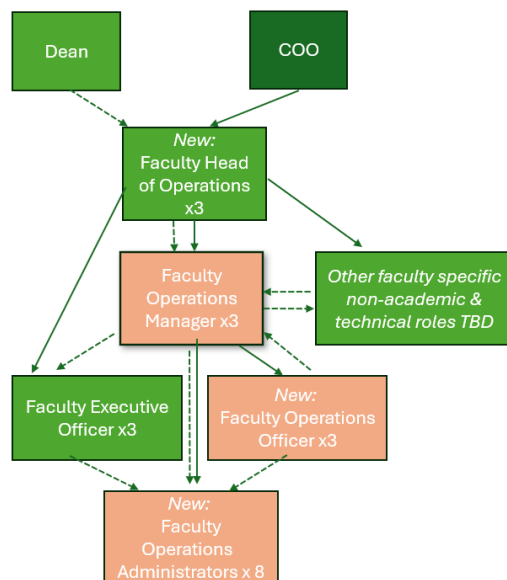 Dean
COO
New:
Faculty Head
of Operations
x3
Faculty
Operations
Manager x3
Other faculty specific
non-academic &
technical roles TBD
Faculty Executive
Officer x3
New:
Faculty Operations
Officer x3
New:
Faculty
Operations
Administrators x 8